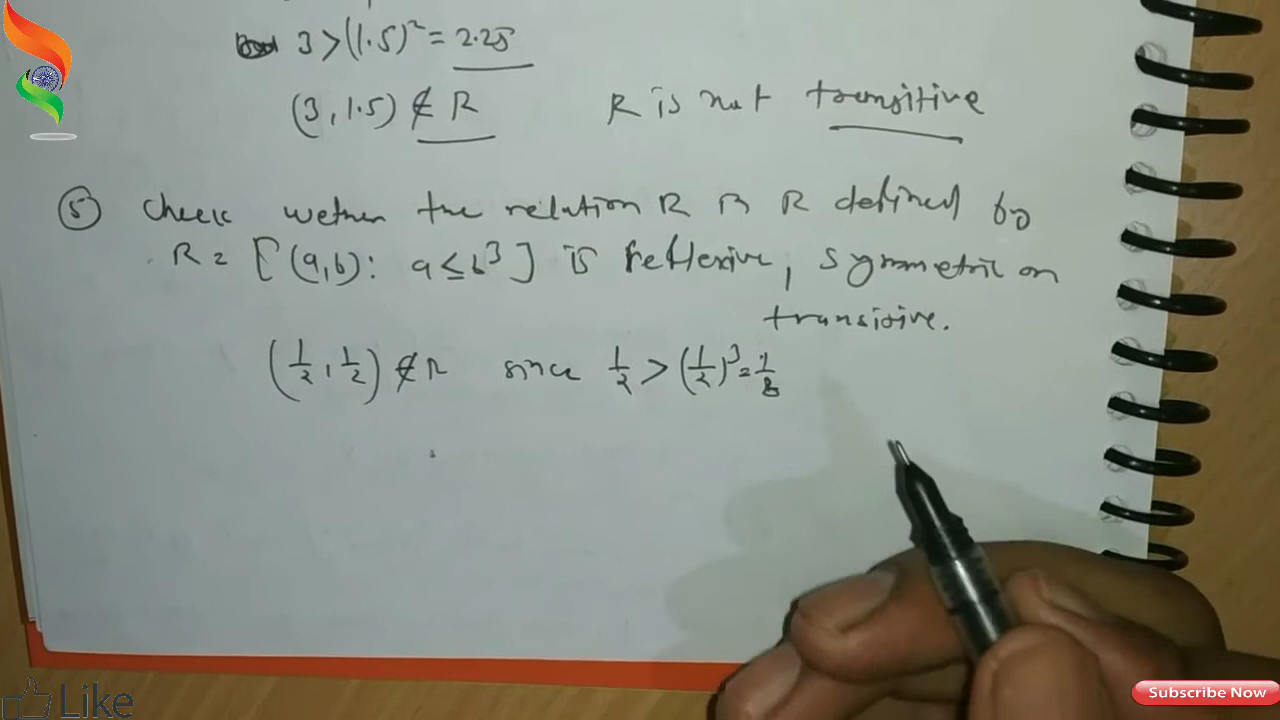 3 > (1.5)² = 2.25
(3, 1.5) ∉ R R is not transitive
⑤ Check wether the relation R in R defined by
R = [(a,b): a ≤ b³] is reflexive, symmetric or
transitive.
(1/2, 1/2) ∉ R since 1/2 > (1/2)³ = 1/8
Like
Subscribe Now